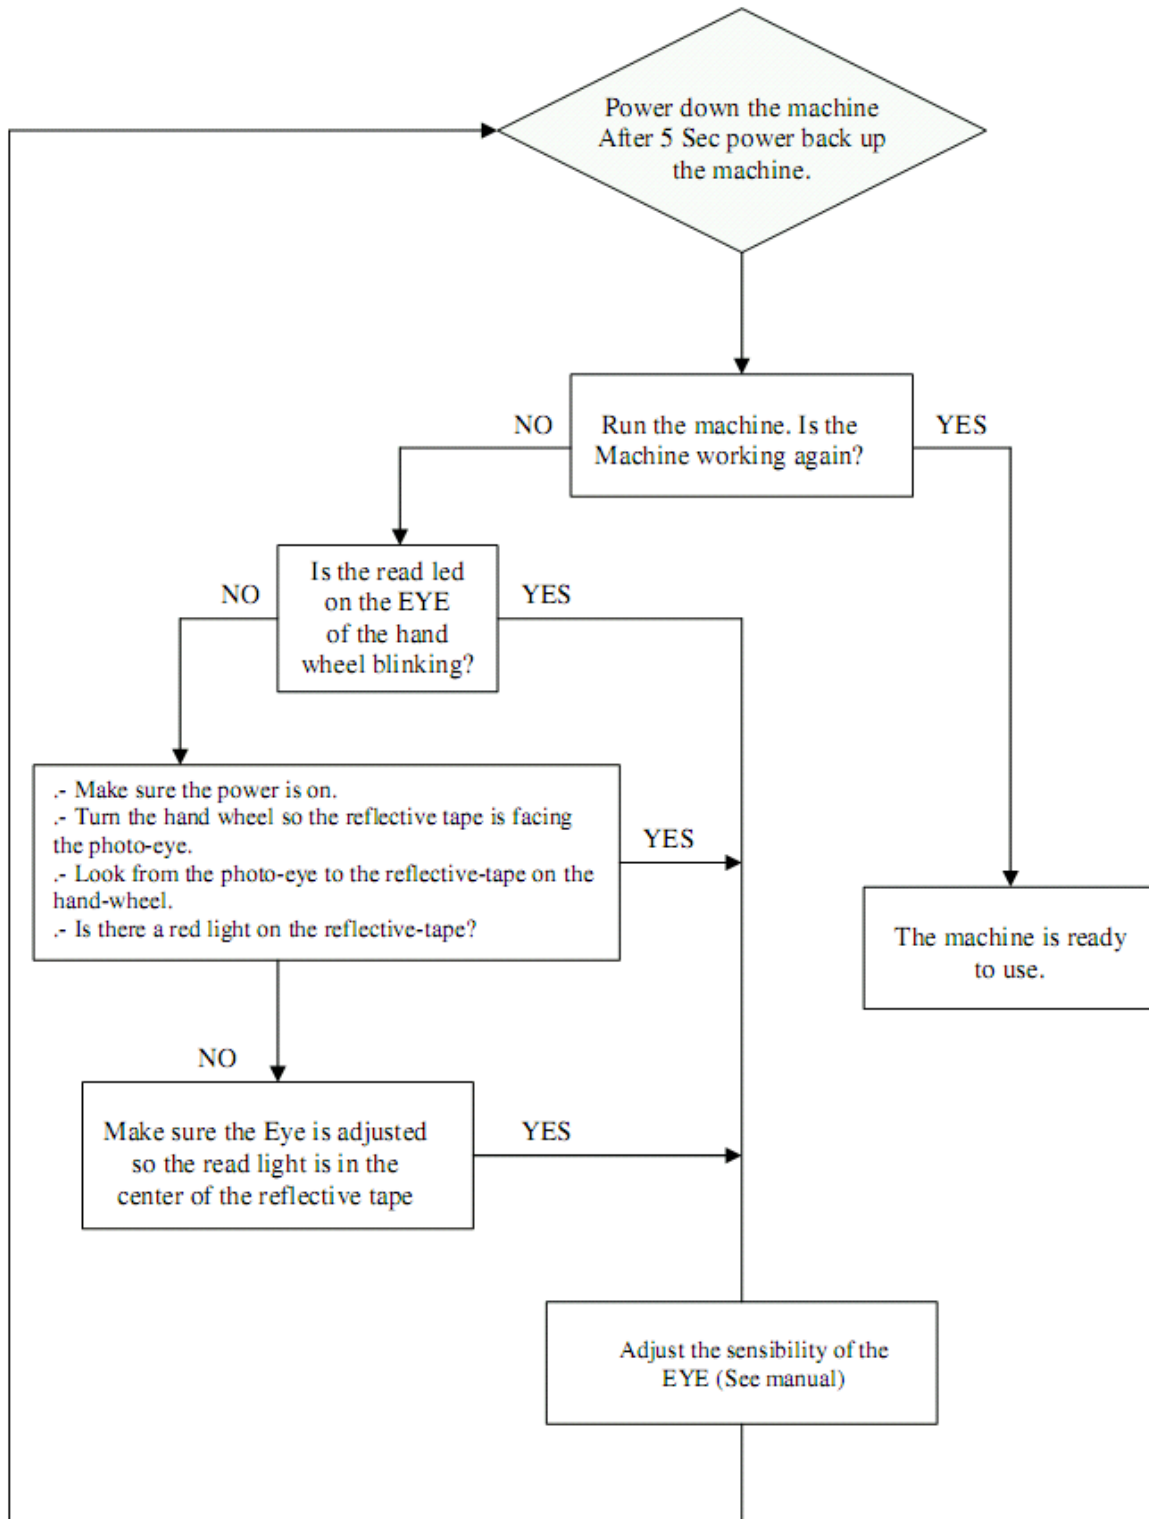 Power down the machine
After 5 Sec power back up
the machine.
NO
Run the machine. Is the
Machine working again?
YES
NO
Is the read led
on the EYE
of the hand
wheel blinking?
YES
.- Make sure the power is on.
.- Turn the hand wheel so the reflective tape is facing
the photo-eye.
.- Look from the photo-eye to the reflective-tape on the
hand-wheel.
.- Is there a red light on the reflective-tape?
YES
The machine is ready
to use.
NO
Make sure the Eye is adjusted
so the read light is in the
center of the reflective tape
YES
Adjust the sensibility of the
EYE (See manual)